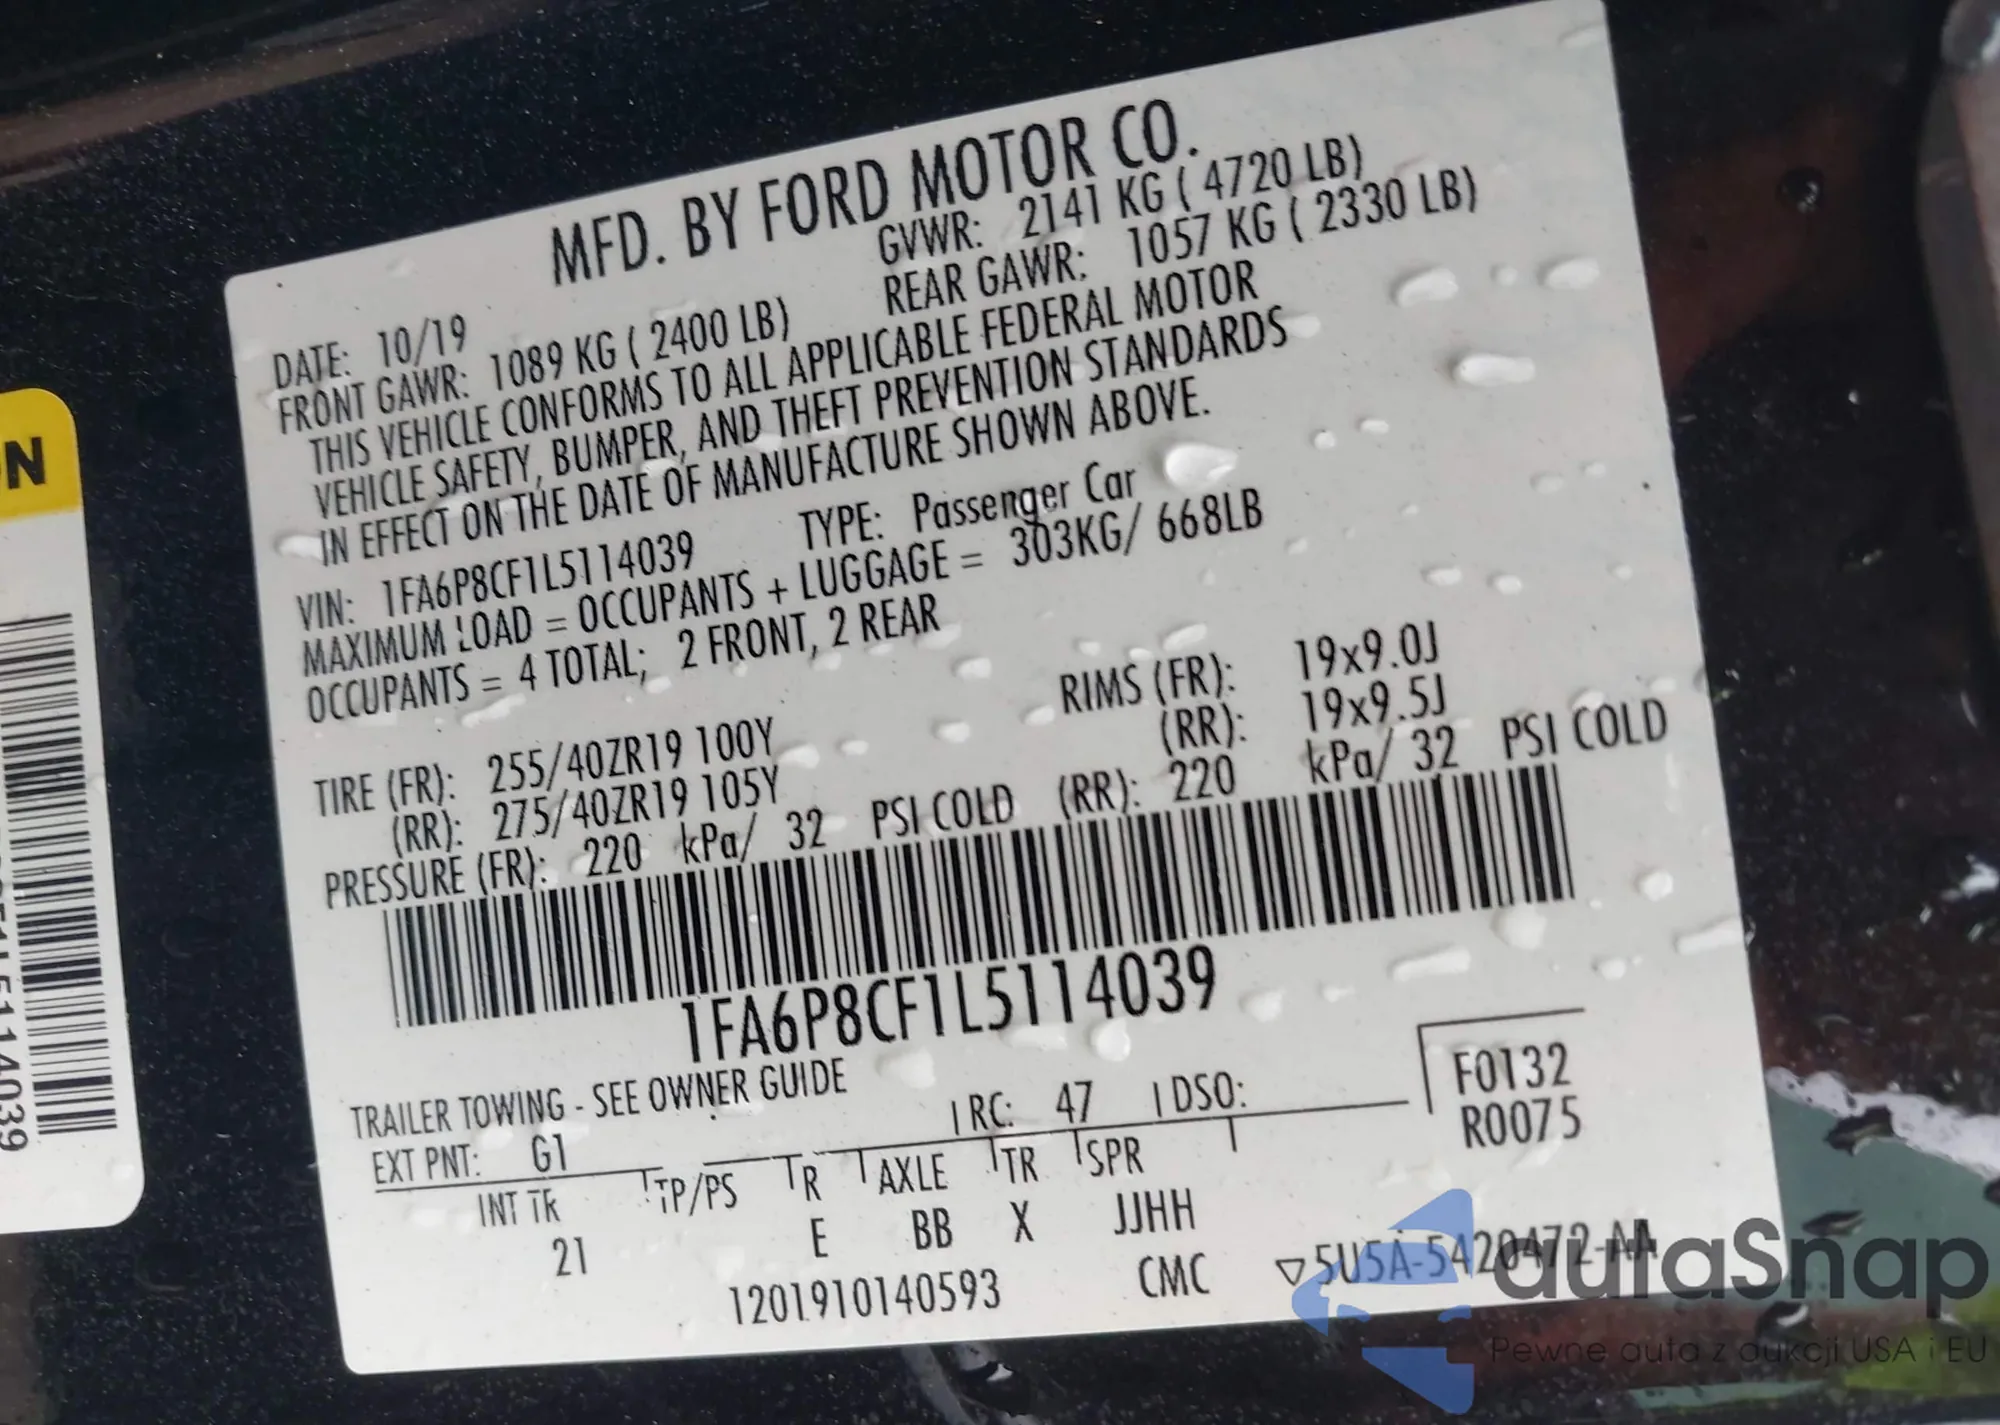 MFD. BY FORD MOTOR CO.
DATE: 10/19 GVWR: 2141 KG ( 4720 LB)
FRONT GAWR: 1089 KG ( 2400 LB) REAR GAWR: 1057 KG ( 2330 LB)
THIS VEHICLE CONFORMS TO ALL APPLICABLE FEDERAL MOTOR
VEHICLE SAFETY, BUMPER, AND THEFT PREVENTION STANDARDS
IN EFFECT ON THE DATE OF MANUFACTURE SHOWN ABOVE.
VIN: 1FA6P8CF1L5114039 TYPE: Passenger Car
MAXIMUM LOAD = OCCUPANTS + LUGGAGE = 303KG/ 668LB
OCCUPANTS = 4 TOTAL; 2 FRONT, 2 REAR
TIRE (FR): 255/40ZR19 100Y RIMS (FR): 19x9.0J
(RR): 275/40ZR19 105Y (RR): 19x9.5J
PRESSURE (FR): 220 kPa/ 32 PSI COLD (RR): 220 kPa/ 32 PSI COLD
1FA6P8CF1L5114039
TRAILER TOWING - SEE OWNER GUIDE
EXT PNT: G1 RC: 47 DSO: F0132
R0075
INT TR TP/PS R AXLE TR SPR
21 E BB X JJHH
1201910140593 CMC ▽5U5A-5420472-AA
N
5114039
autaSnap
Pewne auta z aukcji USA i EU